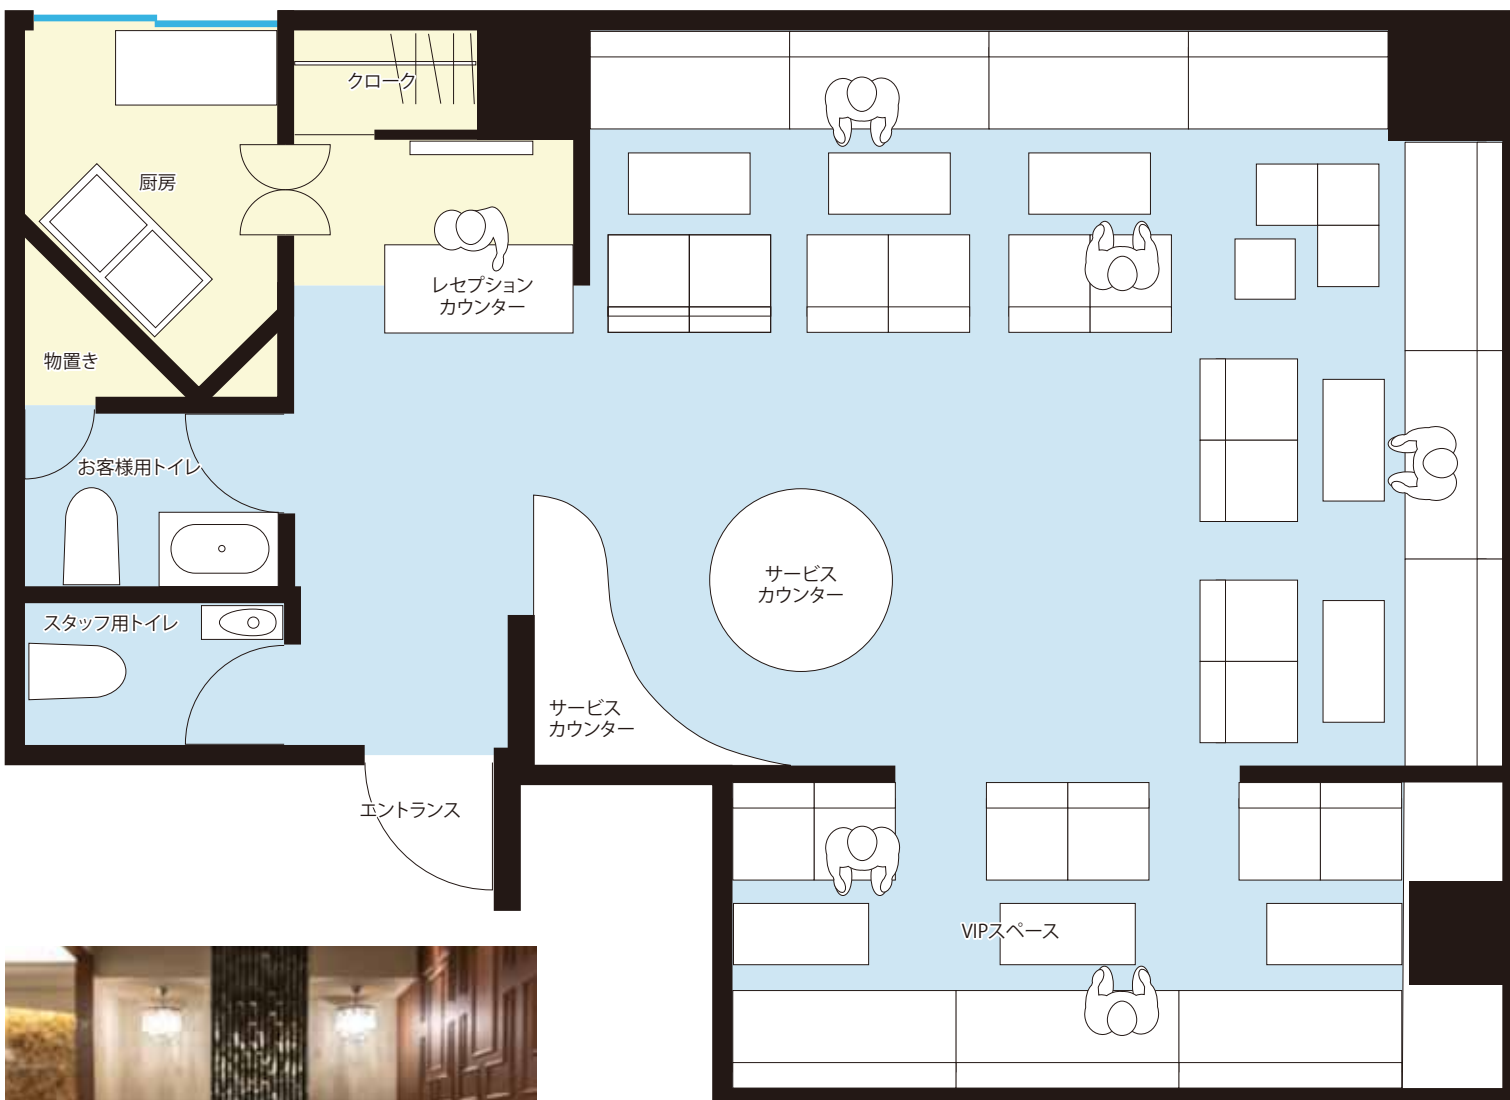 クローク
厨房
レセプション
カウンター
物置き
お客様用トイレ
サービス
カウンター
スタッフ用トイレ
サービス
カウンター
エントランス
VIPスペース